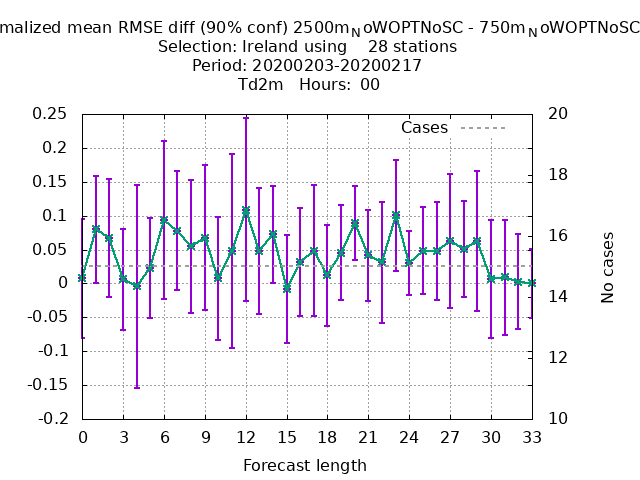 malized mean RMSE diff (90% conf) 2500mNoWOPTNoSC - 750mNoWOPTNoSC
Selection: Ireland using 28 stations
Period: 20200203-20200217
Td2m Hours: 00
Cases
0.25
0.2
0.15
0.1
0.05
0
-0.05
-0.1
-0.15
-0.2
20
18
16
14
12
10
No cases
0 3 6 9 12 15 18 21 24 27 30 33
Forecast length